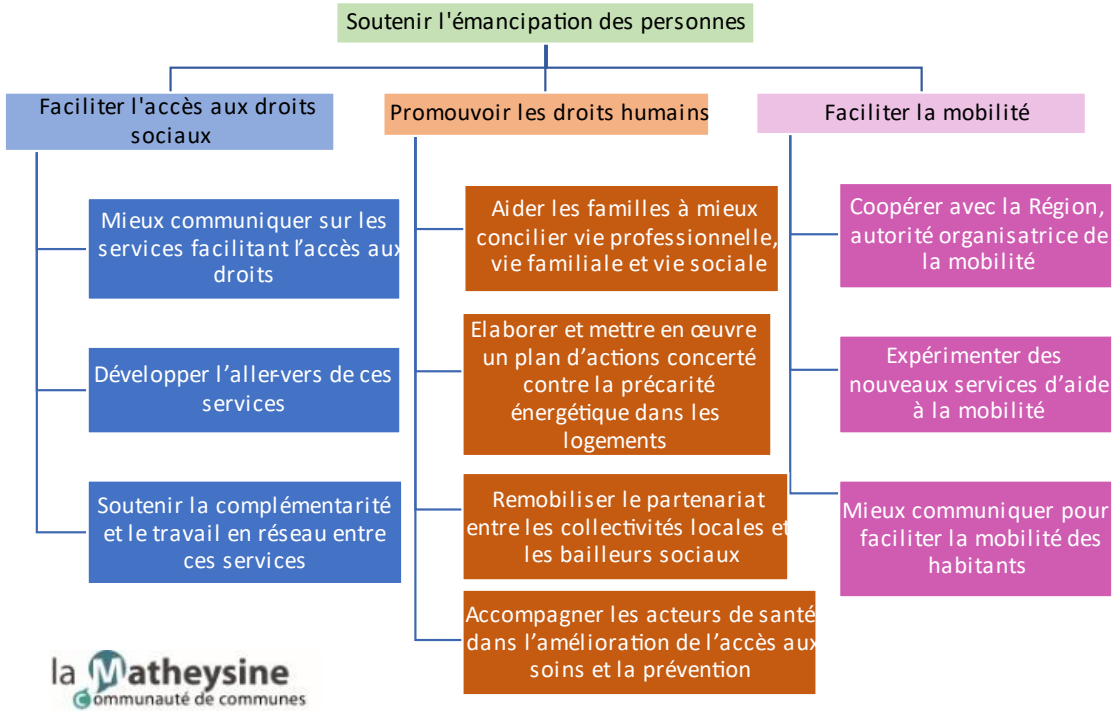 Soutenir l'émancipation des personnes
Faciliter l'accès aux droits
sociaux
Mieux communiquer sur les
services facilitant l'accès aux
droits
Développer l'aller-vers de ces
services
Soutenir la complémentarité
et le travail en réseau entre
ces services
Promouvoir les droits humains
Aider les familles à mieux
concilier vie professionnelle,
vie familiale et vie sociale
Elaborer et mettre en œuvre
un plan d'actions concerté
contre la précarité
énergétique dans les
logements
Remobiliser le partenariat
entre les collectivités locales et
les bailleurs sociaux
Accompagner les acteurs de santé
dans l'amélioration de l'accès aux
soins et la prévention
Faciliter la mobilité
Coopérer avec la Région,
autorité organisatrice de
la mobilité
Expérimenter des
nouveaux services d'aide
à la mobilité
Mieux communiquer pour
faciliter la mobilité des
habitants
la Matheysine
Communauté de communes